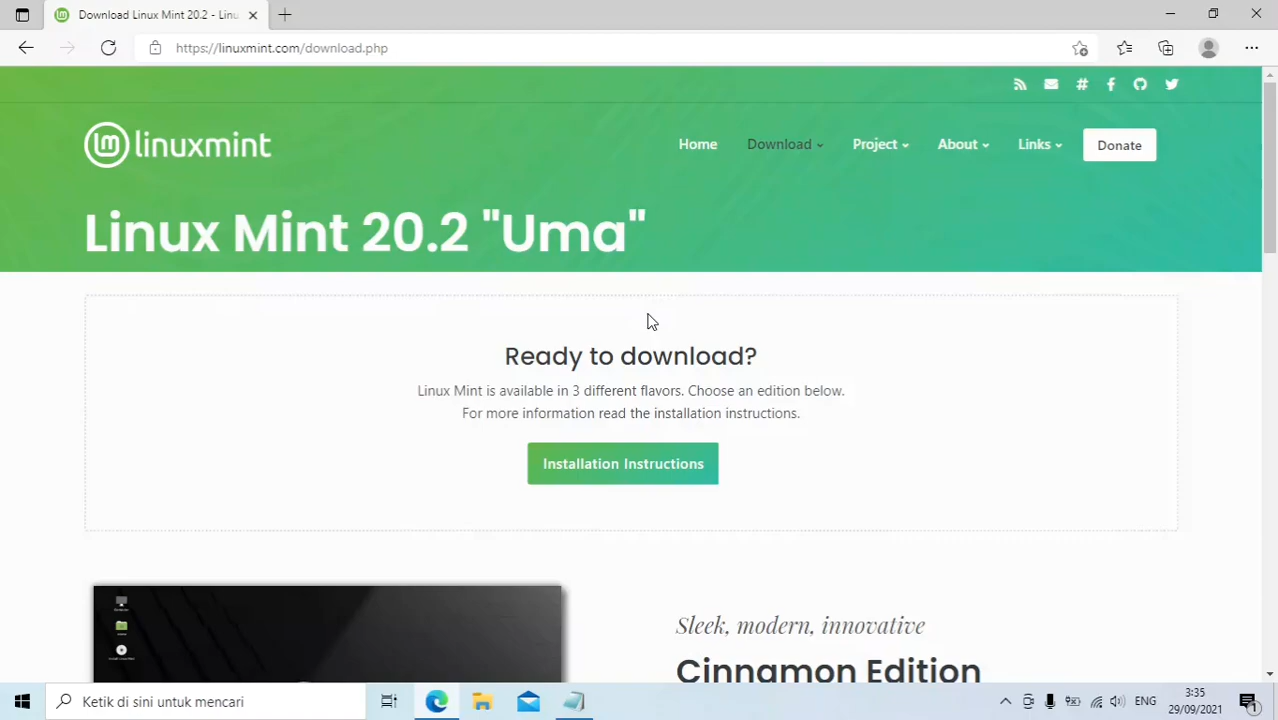 Download Linux Mint 20.2 - Linu
https://linuxmint.com/download.php
linuxmint
Home
Download
Project
About
Links
Donate
Linux Mint 20.2 "Uma"
Ready to download?
Linux Mint is available in 3 different flavors. Choose an edition below.
For more information read the installation instructions.
Installation Instructions
Sleek, modern, innovative
Cinnamon Edition
Ketik di sini untuk mencari
ENG
3:35
29/09/2021
1